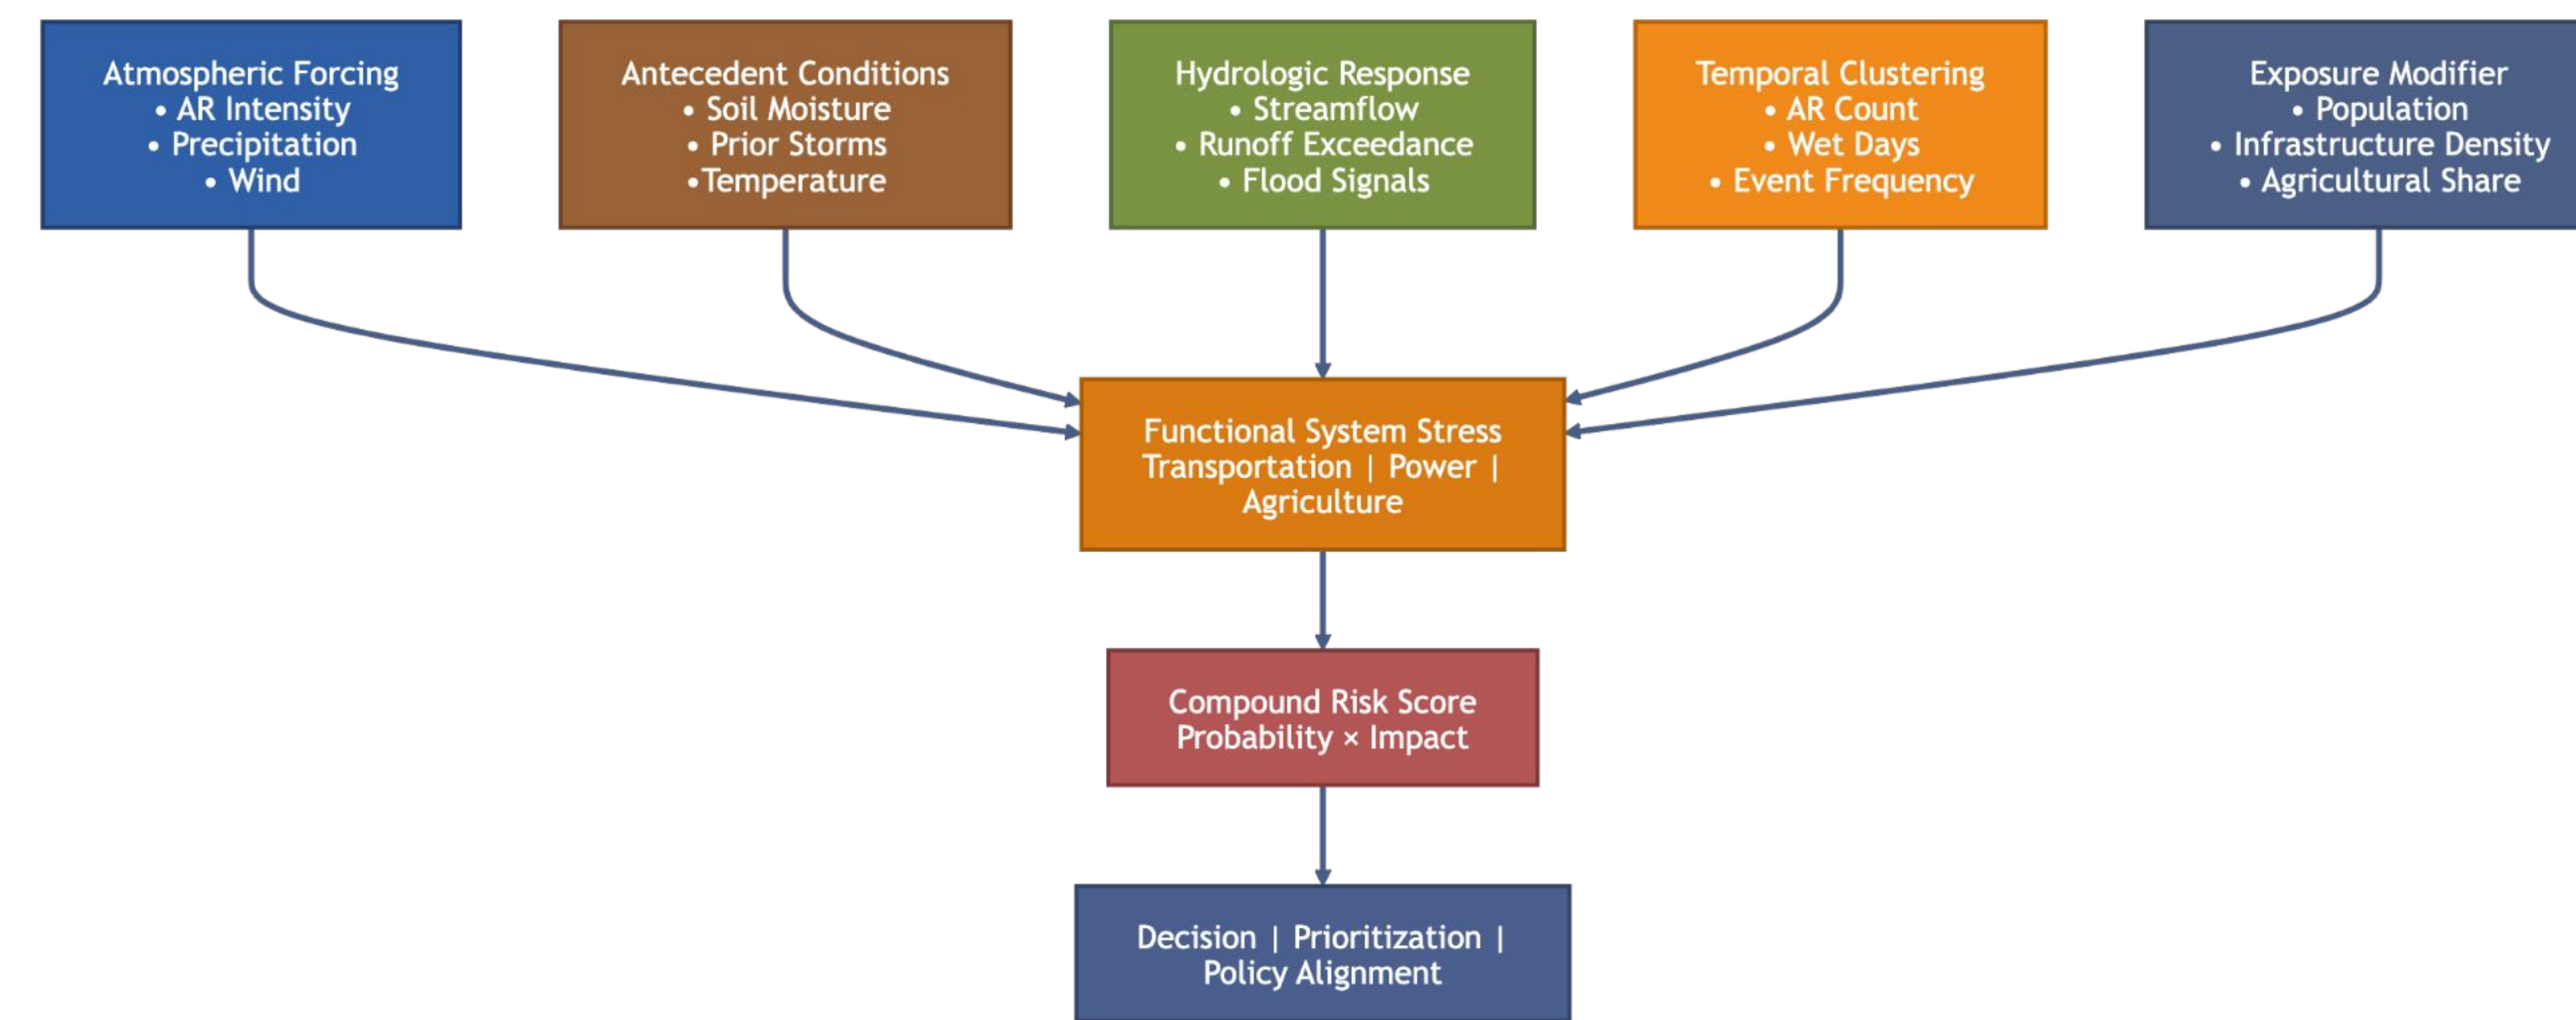 Atmospheric Forcing
• AR Intensity
• Precipitation
• Wind
Antecedent Conditions
• Soil Moisture
• Prior Storms
•Temperature
Hydrologic Response
• Streamflow
• Runoff Exceedance
• Flood Signals
Temporal Clustering
• AR Count
• Wet Days
• Event Frequency
Exposure Modifier
• Population
• Infrastructure Density
• Agricultural Share
Functional System Stress
Transportation | Power |
Agriculture
Compound Risk Score
Probability × Impact
Decision | Prioritization |
Policy Alignment